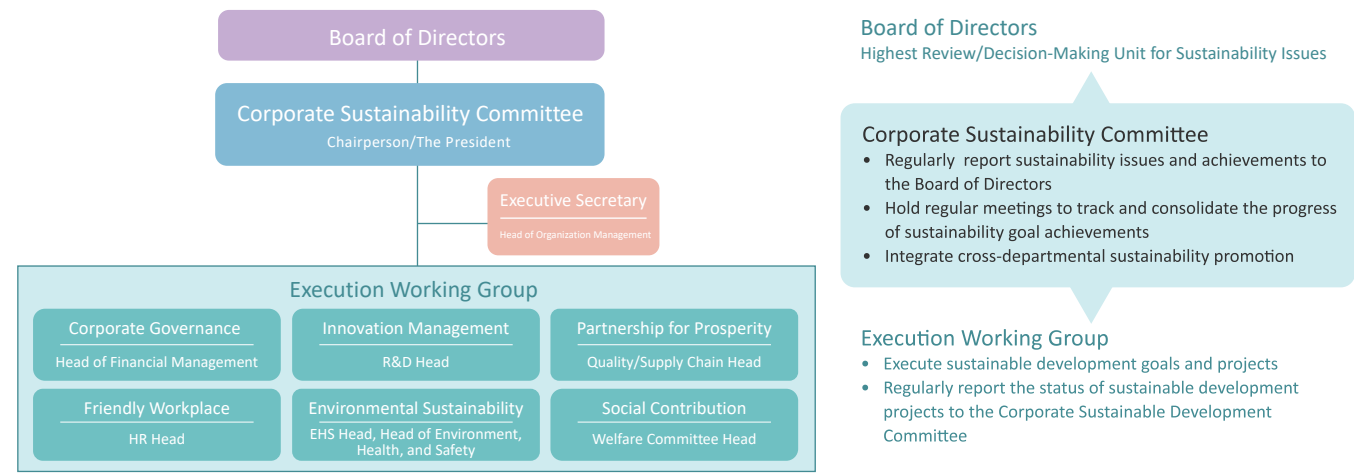 Board of Directors
Corporate Sustainability Committee
Chairperson/The President
Executive Secretary
Head of Organization Management
Execution Working Group
Corporate Governance
Head of Financial Management
Innovation Management
R&D Head
Partnership for Prosperity
Quality/Supply Chain Head
Friendly Workplace
HR Head
Environmental Sustainability
EHS Head, Head of Environment,
Health, and Safety
Social Contribution
Welfare Committee Head
Board of Directors
Highest Review/Decision-Making Unit for Sustainability Issues
Corporate Sustainability Committee
• Regularly report sustainability issues and achievements to
the Board of Directors
• Hold regular meetings to track and consolidate the progress
of sustainability goal achievements
• Integrate cross-departmental sustainability promotion
Execution Working Group
• Execute sustainable development goals and projects
• Regularly report the status of sustainable development
projects to the Corporate Sustainable Development
Committee